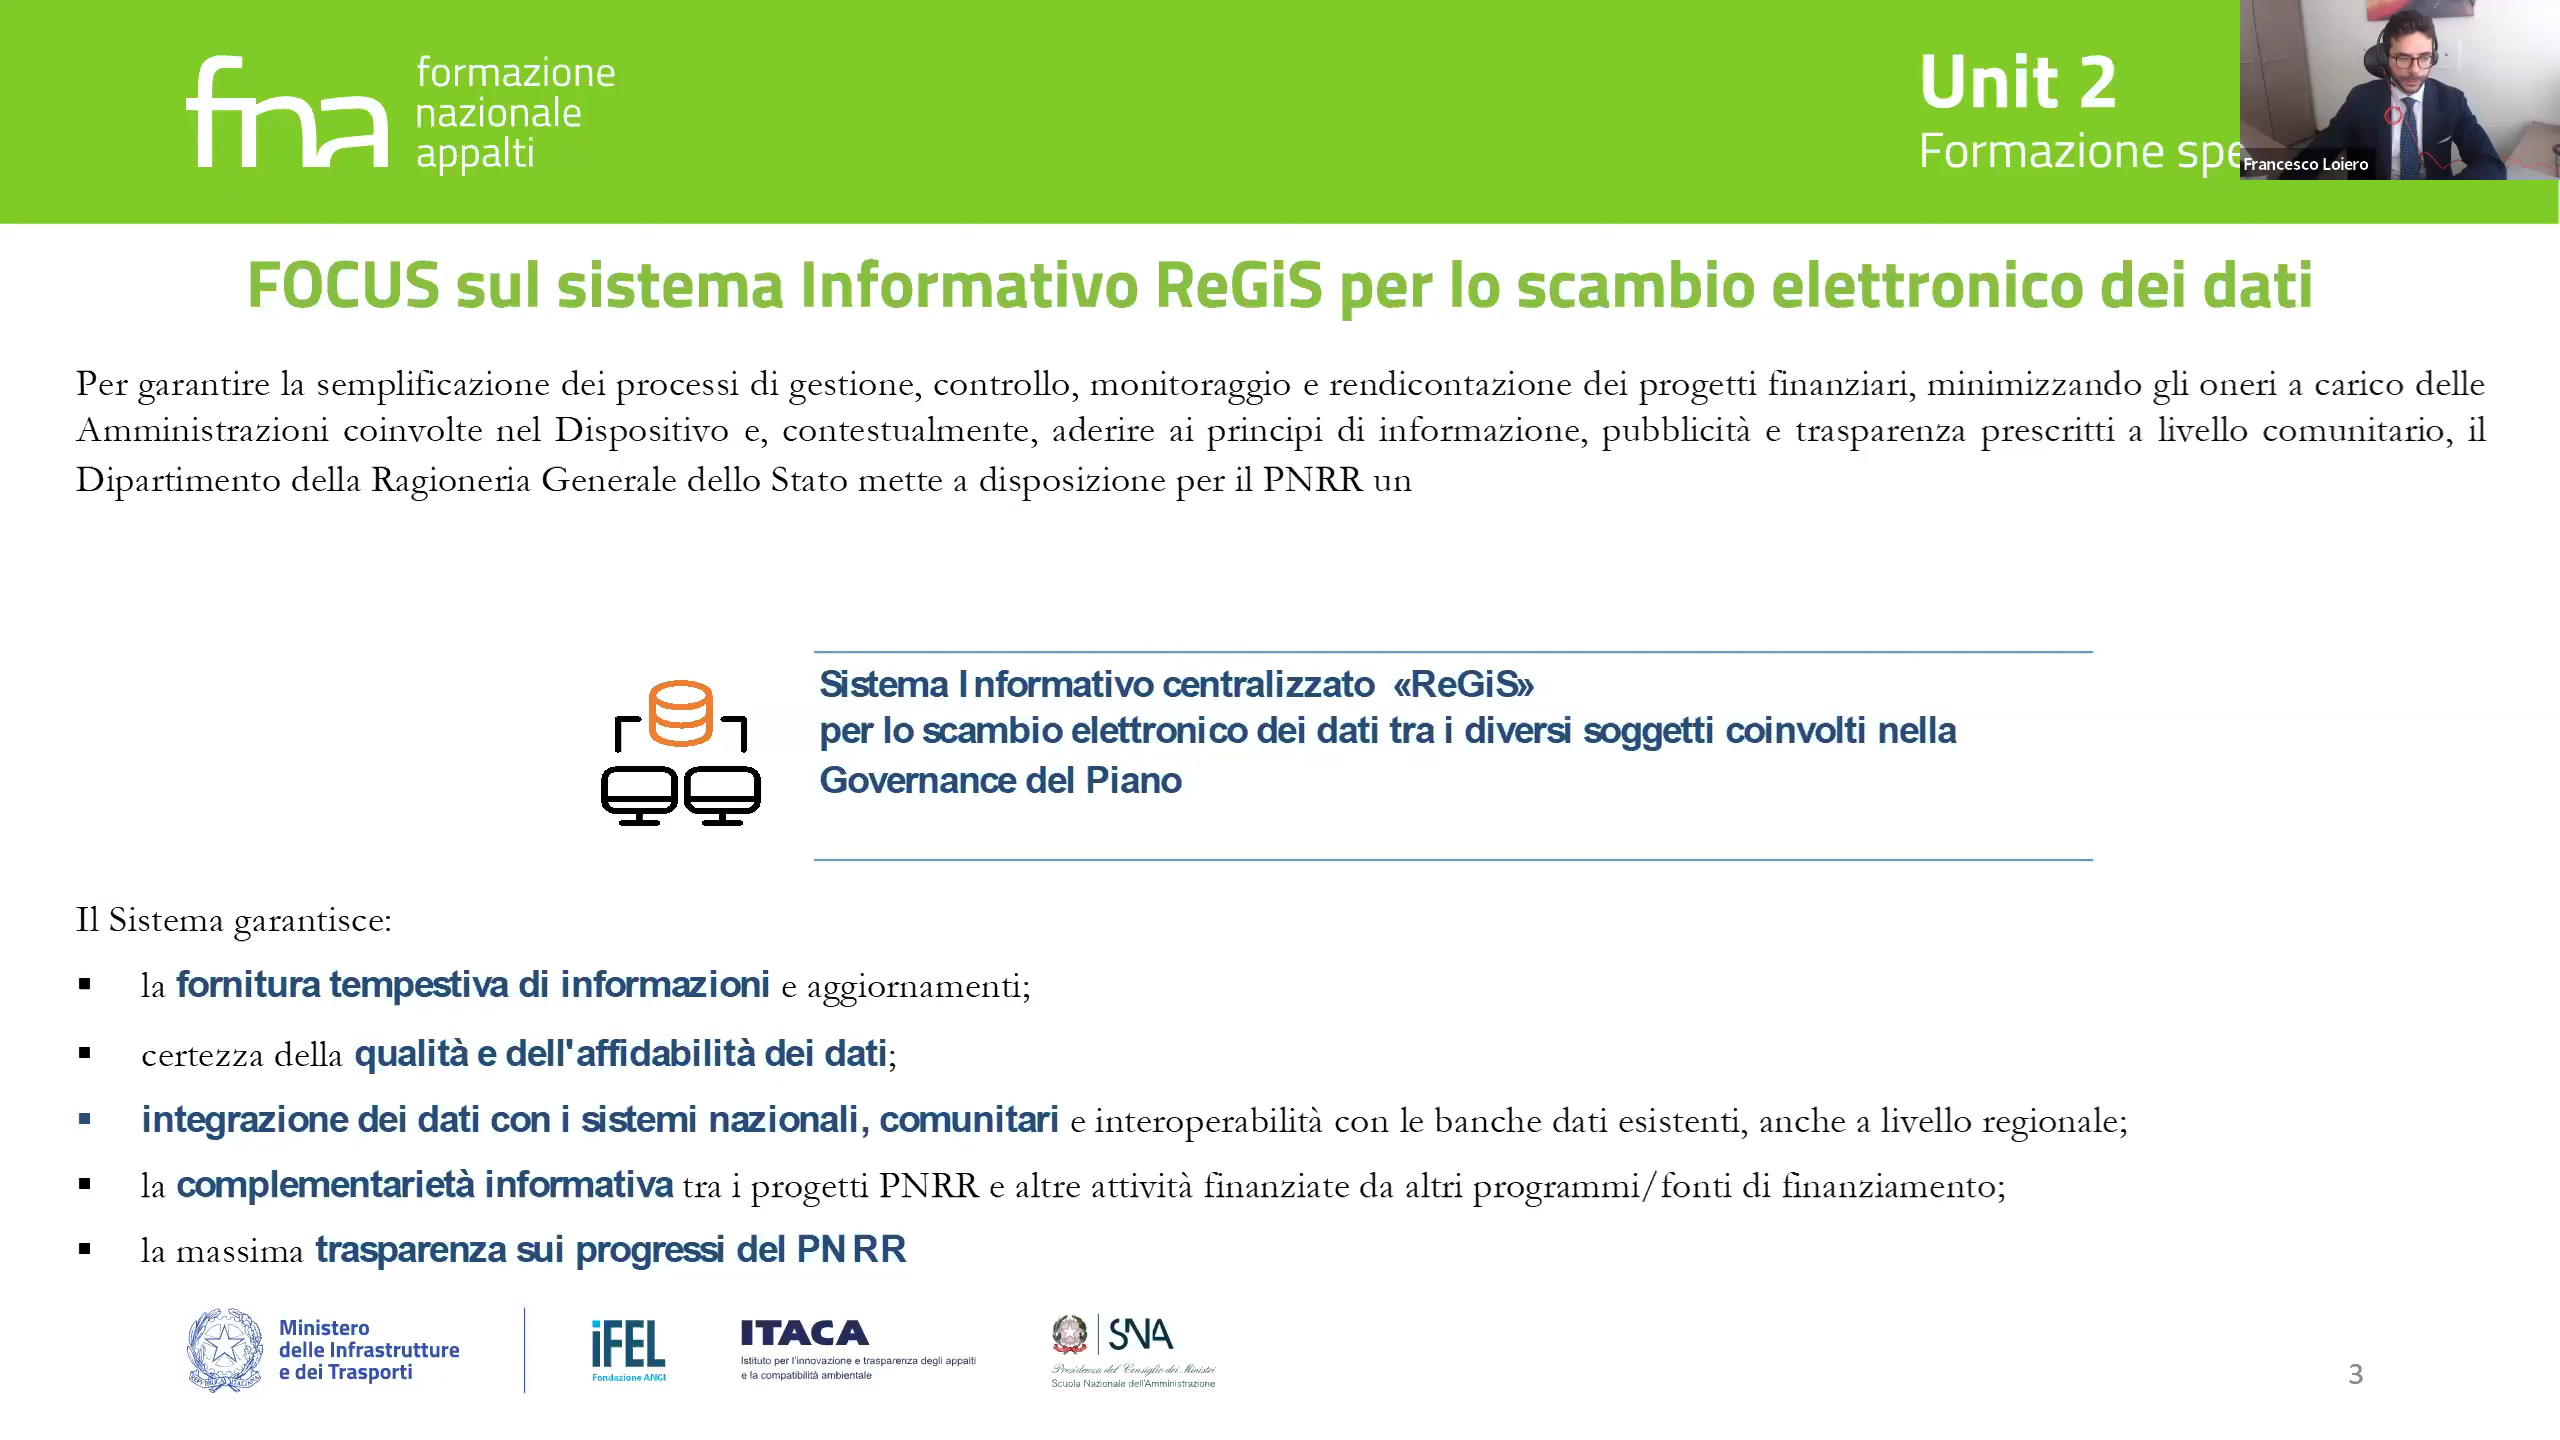 fna
formazione
nazionale
appalti
Unit 2
Formazione spe
Francesco Loiero
FOCUS sul sistema Informativo ReGiS per lo scambio elettronico dei dati
Per garantire la semplificazione dei processi di gestione, controllo, monitoraggio e rendicontazione dei progetti finanziari, minimizzando gli oneri a carico delle
Amministrazioni coinvolte nel Dispositivo e, contestualmente, aderire ai principi di informazione, pubblicità e trasparenza prescritti a livello comunitario, il
Dipartimento della Ragioneria Generale dello Stato mette a disposizione per il PNRR un
Sistema Informativo centralizzato «ReGiS»
per lo scambio elettronico dei dati tra i diversi soggetti coinvolti nella
Governance del Piano
Il Sistema garantisce:
▪ la fornitura tempestiva di informazioni e aggiornamenti;
▪ certezza della qualità e dell'affidabilità dei dati;
▪ integrazione dei dati con i sistemi nazionali, comunitari e interoperabilità con le banche dati esistenti, anche a livello regionale;
▪ la complementarietà informativa tra i progetti PNRR e altre attività finanziate da altri programmi/fonti di finanziamento;
▪ la massima trasparenza sui progressi del PNRR
Ministero
delle Infrastrutture
e dei Trasporti
iFEL
Fondazione ANCI
ITACA
Istituto per l'innovazione e trasparenza degli appalti
e la compatibilità ambientale
SNA
Presidenza del Consiglio dei Ministri
Scuola Nazionale dell'Amministrazione
3